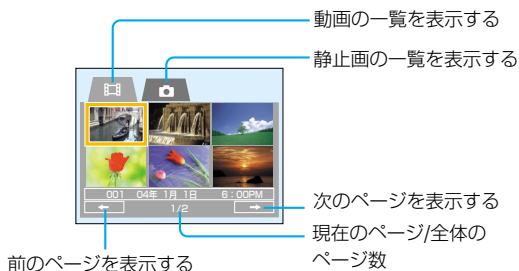 動画の一覧を表示する
静止画の一覧を表示する
001 04年 1月 1日 6:00PM
← 1/2 →
次のページを表示する
現在のページ/全体の
ページ数
前のページを表示する